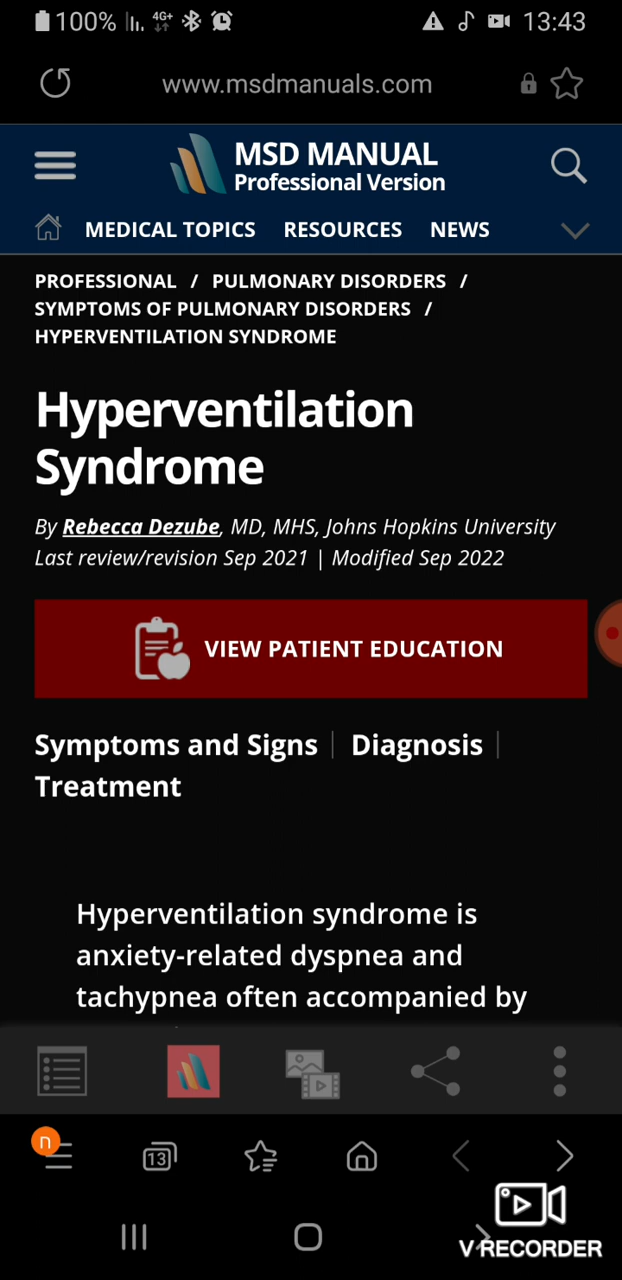 100% 4G+ 13:43
www.msdmanuals.com
MSD MANUAL
Professional Version
MEDICAL TOPICS RESOURCES NEWS
PROFESSIONAL / PULMONARY DISORDERS /
SYMPTOMS OF PULMONARY DISORDERS /
HYPERVENTILATION SYNDROME
Hyperventilation
Syndrome
By Rebecca Dezube, MD, MHS, Johns Hopkins University
Last review/revision Sep 2021 | Modified Sep 2022
VIEW PATIENT EDUCATION
Symptoms and Signs | Diagnosis |
Treatment
Hyperventilation syndrome is
anxiety-related dyspnea and
tachypnea often accompanied by
n
13
V RECORDER